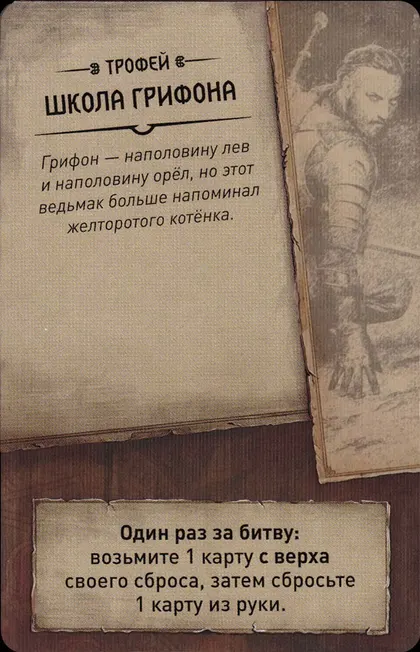 ТРОФЕЙ
ШКОЛА ГРИФОНА
Грифон — наполовину лев
и наполовину орёл, но этот
ведьмак больше напоминал
желторотого котёнка.
Один раз за битву:
возьмите 1 карту с верха
своего сброса, затем сбросьте
1 карту из руки.